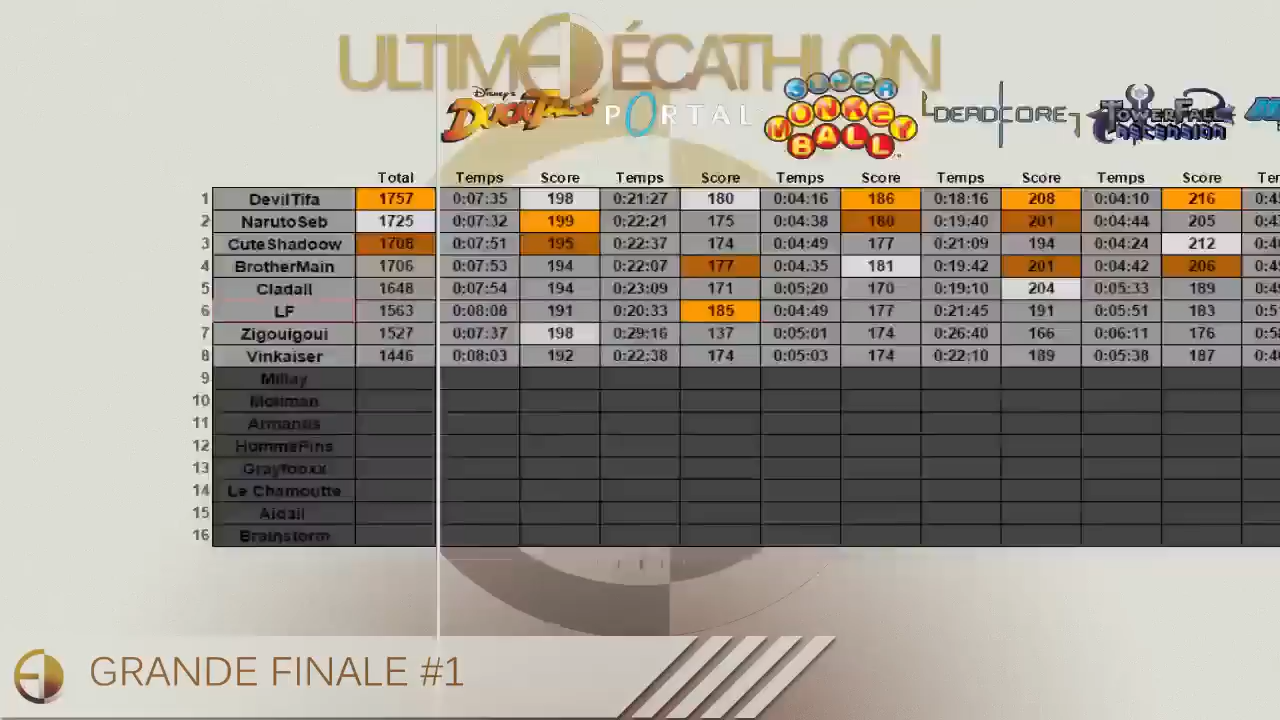 ULTIME DÉCATHLON
DISNEY'S
DUCKTALES PORTAL SUPER MONKEY BALL DEADCORE TOWERFALL ASCENSION
Total Temps Score Temps Score Temps Score Temps Score Temps Score
1 DevilTifa 1757 0:07:35 198 0:21:27 180 0:04:16 186 0:18:16 208 0:04:10 216
2 NarutoSeb 1725 0:07:32 199 0:22:21 175 0:04:38 180 0:19:40 201 0:04:44 205
3 CuteShadoow 1708 0:07:51 195 0:22:37 174 0:04:49 177 0:21:09 194 0:04:24 212
4 BrotherMain 1706 0:07:53 194 0:22:07 177 0:04:35 181 0:19:42 201 0:04:42 206
5 Cladall 1648 0:07:54 194 0:23:09 171 0:05:20 170 0:19:10 204 0:05:33 189
6 LF 1563 0:08:08 191 0:20:33 185 0:04:49 177 0:21:45 191 0:05:51 183
7 Zigouigoui 1527 0:07:37 198 0:29:16 137 0:05:01 174 0:26:40 166 0:06:11 176
8 Vinkaiser 1446 0:08:03 192 0:22:38 174 0:05:03 174 0:22:10 189 0:05:38 187
9 Millay
10
11
12 HommePins
13 Grayfooxx
14 Le Chamoutte
15
16 Brainstorm
GRANDE FINALE #1